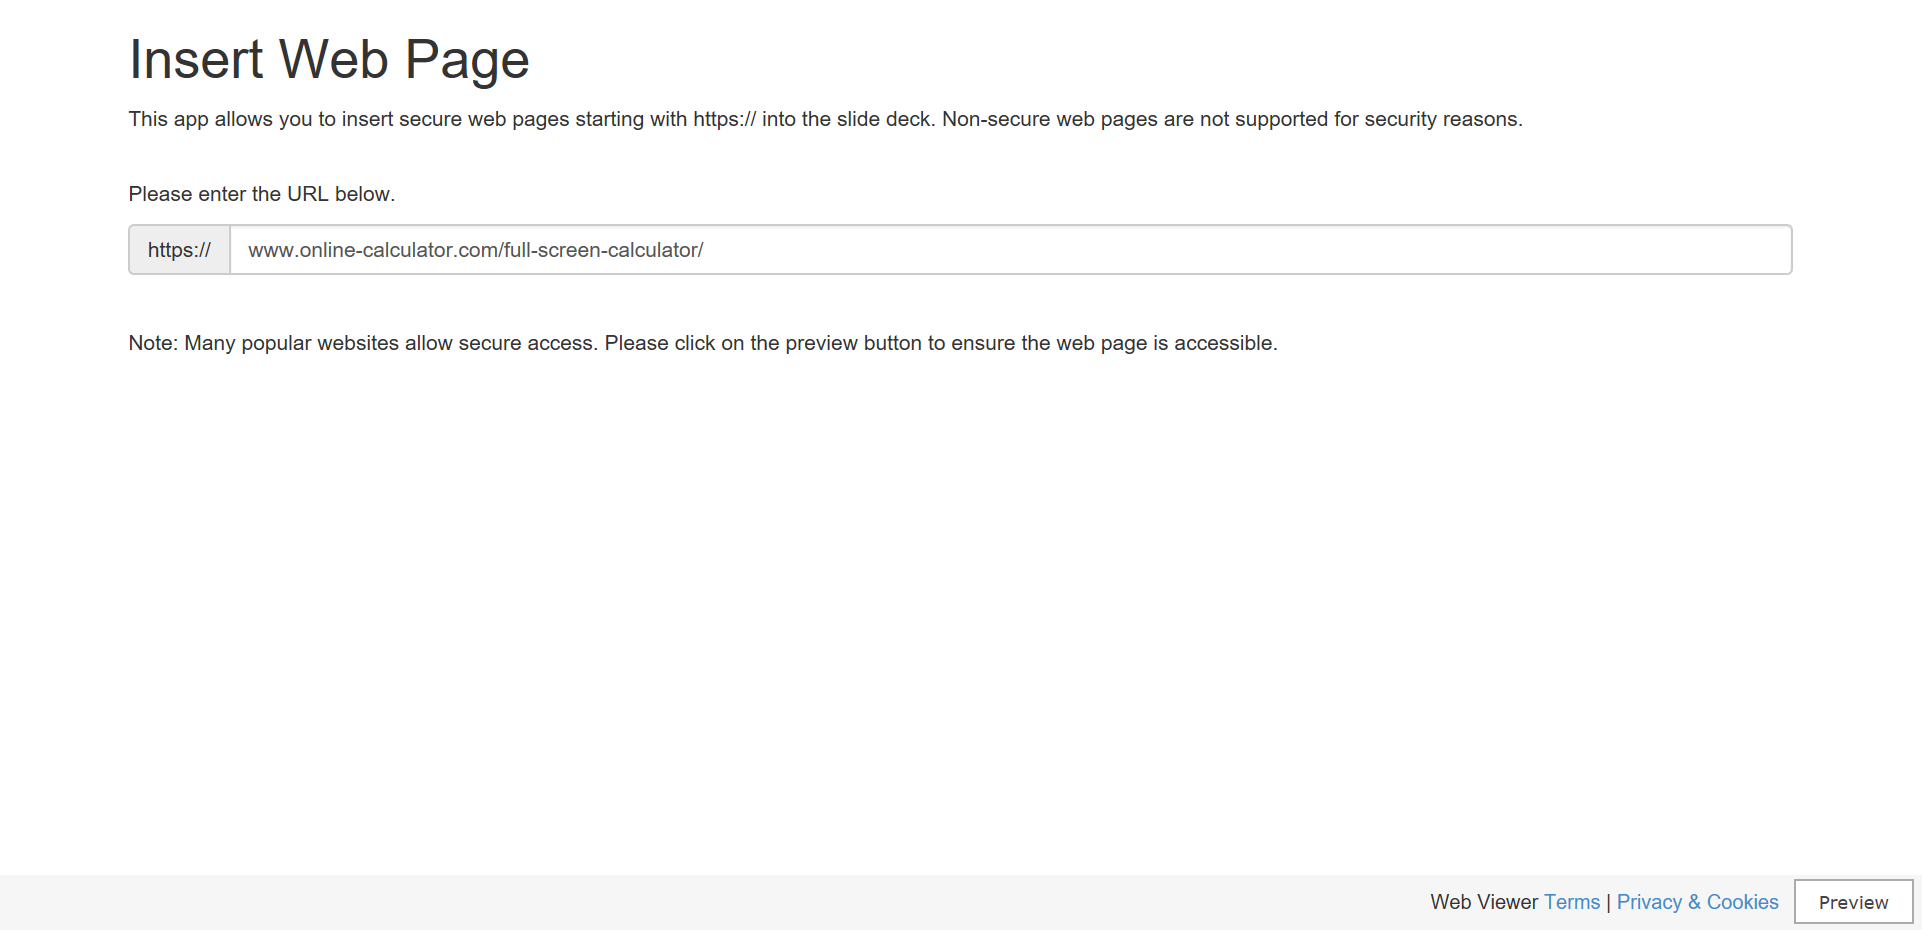 Insert Web Page
This app allows you to insert secure web pages starting with https:// into the slide deck. Non-secure web pages are not supported for security reasons.
Please enter the URL below.
https:// www.online-calculator.com/full-screen-calculator/
Note: Many popular websites allow secure access. Please click on the preview button to ensure the web page is accessible.
Web Viewer Terms | Privacy & Cookies Preview